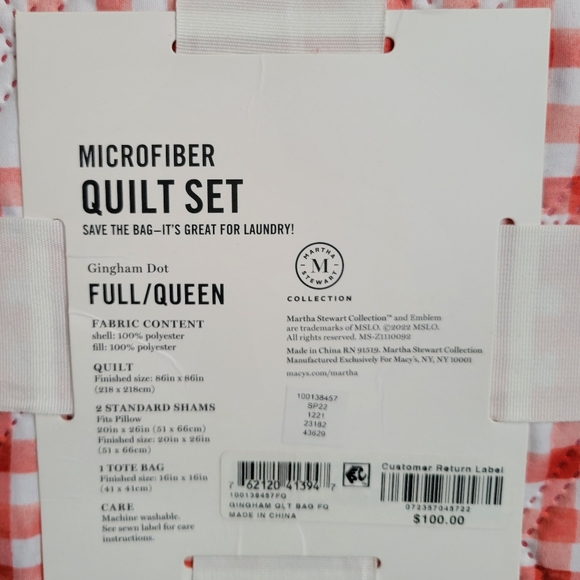 MICROFIBER
QUILT SET
SAVE THE BAG–IT'S GREAT FOR LAUNDRY!
Gingham Dot
FULL/QUEEN
FABRIC CONTENT
shell: 100% polyester
fill: 100% polyester
QUILT
Finished size: 86in x 86in
(218 x 218cm)
2 STANDARD SHAMS
Fits Pillow
20in x 26in (51 x 66cm)
Finished size: 20in x 26in
(51 x 66cm)
1 TOTE BAG
Finished size: 16in x 16in
(41 x 41cm)
CARE
Machine washable.
See sewn label for care
instructions.
MARTHA
M
STEWART
COLLECTION
Martha Stewart Collection™ and Emblem
are trademarks of MSLO. ©2022 MSLO.
All rights reserved. MS-Z1110092
Made in China RN 91519. Martha Stewart Collection
Manufactured Exclusively For Macy's, NY, NY 10001
macys.com/martha
100138457
SP22
1221
23182
43629
7 62120 41394 7
100138457FQ
GINGHAM QLT BAG FQ
MADE IN CHINA
Customer Return Label
072357045722
$100.00